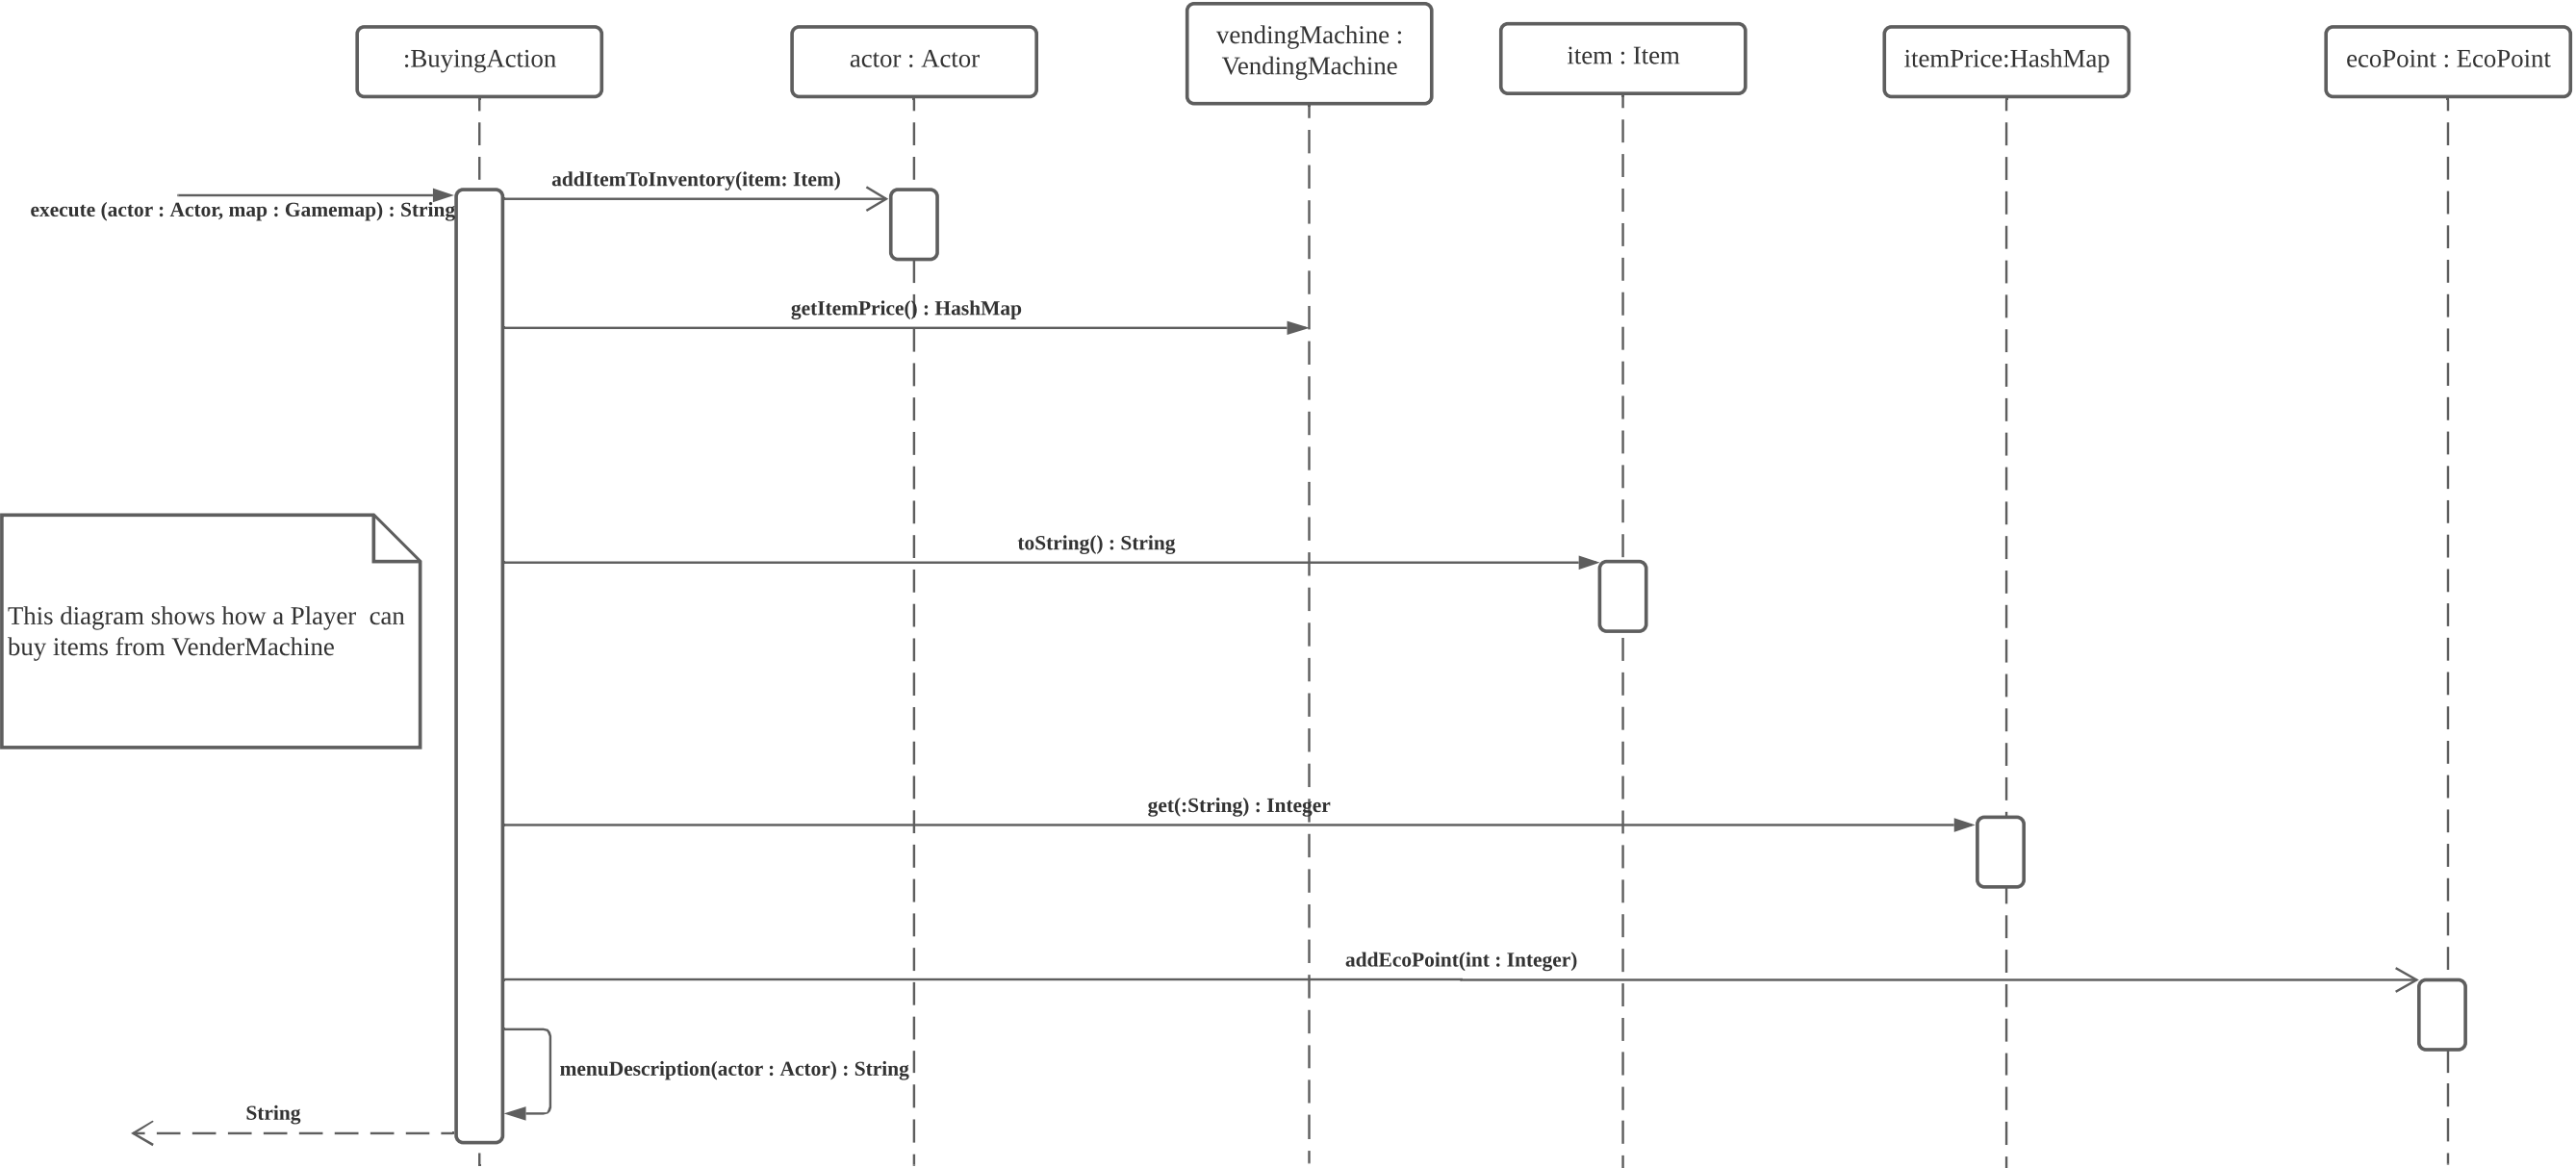 :BuyingAction
actor : Actor
vendingMachine :
VendingMachine
item : Item
itemPrice:HashMap
ecoPoint : EcoPoint
addItemToInventory(item: Item)
execute (actor : Actor, map : Gamemap) : String
getItemPrice() : HashMap
toString() : String
This diagram shows how a Player  can
buy items from VenderMachine
get(:String) : Integer
addEcoPoint(int : Integer)
menuDescription(actor : Actor) : String
String